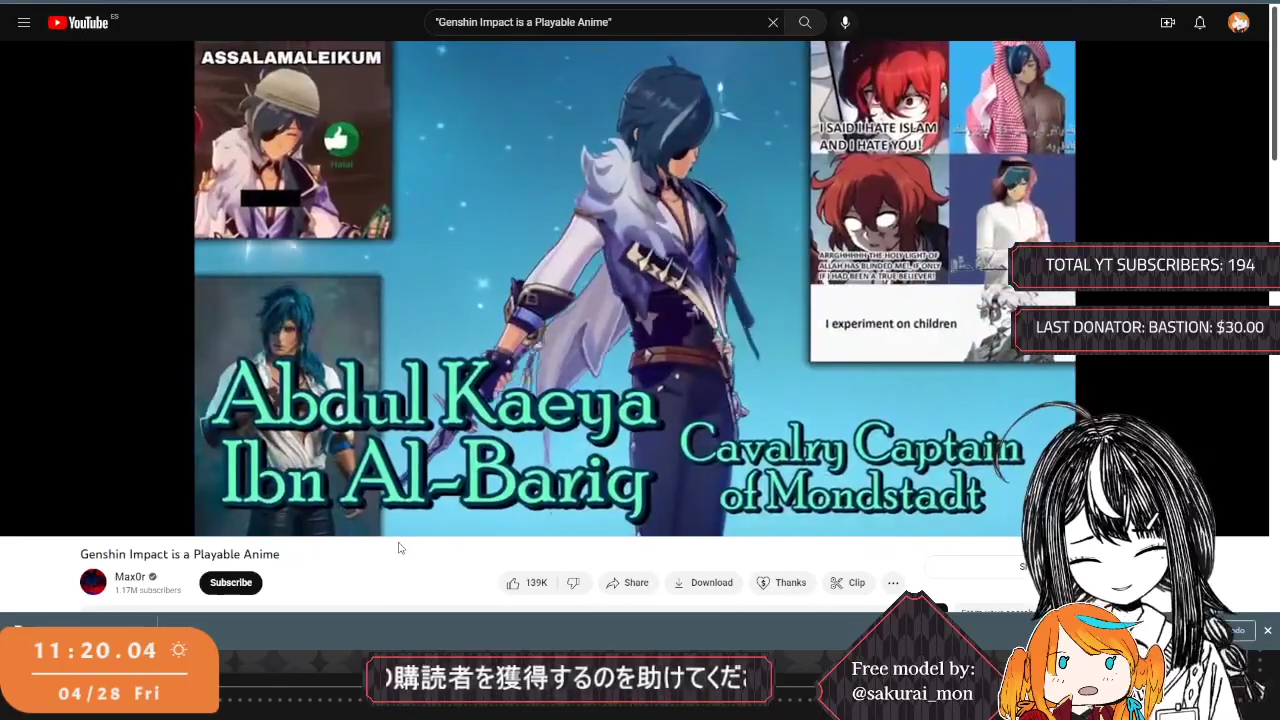 YouTube
ES
"Genshin Impact is a Playable Anime"
ASSALAMALEIKUM
Halal
I SAID I HATE ISLAM
AND I HATE YOU!
ARRGHHHHH THE HOLY LIGHT OF
ALLAH HAS BLINDED ME!, IF ONLY
IF I HAD BEEN A TRUE BELIEVER!
I experiment on children
Abdul Kaeya
Ibn Al-Bariq
Cavalry Captain
of Mondstadt
TOTAL YT SUBSCRIBERS: 194
LAST DONATOR: BASTION: $30.00
Genshin Impact is a Playable Anime
Max0r
1.17M subscribers
Subscribe
139K
Share
Download
Thanks
Clip
11:20.04
04/28 Fri
購読者を獲得するのを助けてくだ
Free model by:
@sakurai_mon